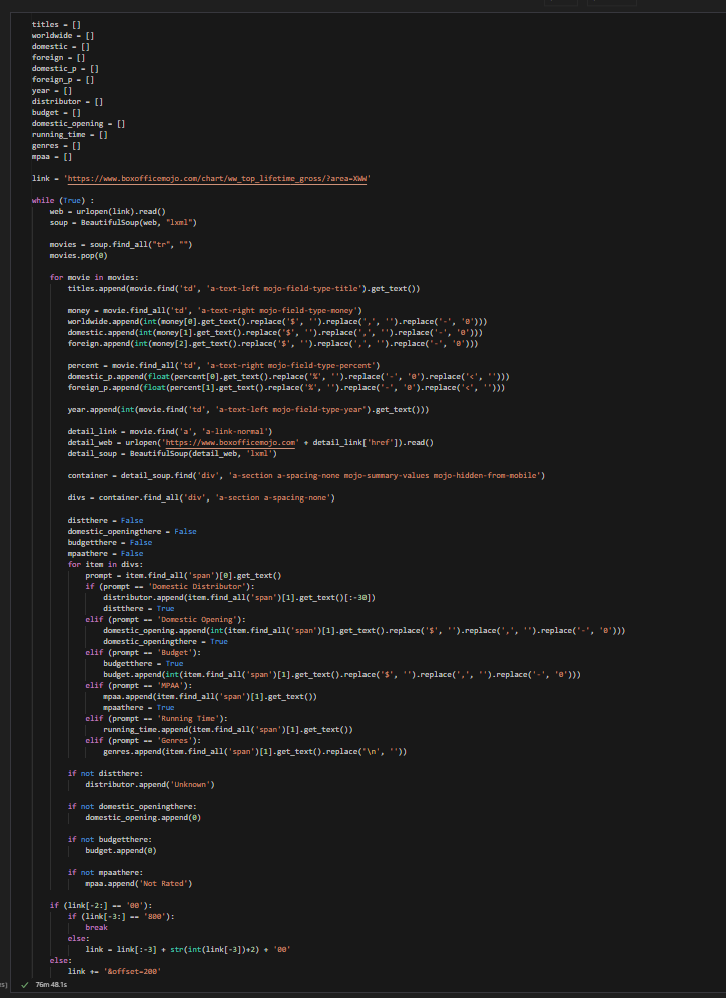 titles = []
worldwide = []
domestic = []
foreign = []
domestic_p = []
foreign_p = []
year = []
distributor = []
budget = []
domestic_opening = []
running_time = []
genres = []
mpaa = []
link = 'https://www.boxofficemojo.com/chart/ww_top_lifetime_gross/?area=XWW'
while (True) :
    web = urlopen(link).read()
    soup = BeautifulSoup(web, "lxml")
    movies = soup.find_all("tr", "")
    movies.pop(0)
    for movie in movies:
        titles.append(movie.find('td', 'a-text-left mojo-field-type-title').get_text())
        money = movie.find_all('td', 'a-text-right mojo-field-type-money')
        worldwide.append(int(money[0].get_text().replace('$', '').replace(',', '').replace('-', '0')))
        domestic.append(int(money[1].get_text().replace('$', '').replace(',', '').replace('-', '0')))
        foreign.append(int(money[2].get_text().replace('$', '').replace(',', '').replace('-', '0')))
        percent = movie.find_all('td', 'a-text-right mojo-field-type-percent')
        domestic_p.append(float(percent[0].get_text().replace('%', '').replace('-', '0').replace('<', '')))
        foreign_p.append(float(percent[1].get_text().replace('%', '').replace('-', '0').replace('<', '')))
        year.append(int(movie.find('td', 'a-text-left mojo-field-type-year').get_text()))
        detail_link = movie.find('a', 'a-link-normal')
        detail_web = urlopen('https://www.boxofficemojo.com' + detail_link['href']).read()
        detail_soup = BeautifulSoup(detail_web, 'lxml')
        container = detail_soup.find('div', 'a-section a-spacing-none mojo-summary-values mojo-hidden-from-mobile')
        divs = container.find_all('div', 'a-section a-spacing-none')
        distthere = False
        domestic_openingthere = False
        budgetthere = False
        mpaathere = False
        for item in divs:
            prompt = item.find_all('span')[0].get_text()
            if (prompt == 'Domestic Distributor'):
                distributor.append(item.find_all('span')[1].get_text()[:-30])
                distthere = True
            elif (prompt == 'Domestic Opening'):
                domestic_opening.append(int(item.find_all('span')[1].get_text().replace('$', '').replace(',', '').replace('-', '0')))
                domestic_openingthere = True
            elif (prompt == 'Budget'):
                budgetthere = True
                budget.append(int(item.find_all('span')[1].get_text().replace('$', '').replace(',', '').replace('-', '0')))
            elif (prompt == 'MPAA'):
                mpaa.append(item.find_all('span')[1].get_text())
                mpaathere = True
            elif (prompt == 'Running Time'):
                running_time.append(item.find_all('span')[1].get_text())
            elif (prompt == 'Genres'):
                genres.append(item.find_all('span')[1].get_text().replace("\n", ''))
        if not distthere:
            distributor.append('Unknown')
        if not domestic_openingthere:
            domestic_opening.append(0)
        if not budgetthere:
            budget.append(0)
        if not mpaathere:
            mpaa.append('Not Rated')
    if (link[-2:] == '00'):
        if (link[-3:] == '800'):
            break
        else:
            link = link[:-3] + str(int(link[-3])+2) + '00'
    else:
        link += '&offset=200'
76m 48.1s